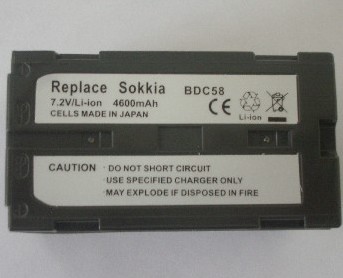 Replace Sokkia BDC58
7.2V/Li-ion 4600mAh
CELLS MADE IN JAPAN
CE
Li-ion
CAUTION •DO NOT SHORT CIRCUIT
•USE SPECIFIED CHARGER
•MAY EXPLODE IF DISPOSED IN FIRE